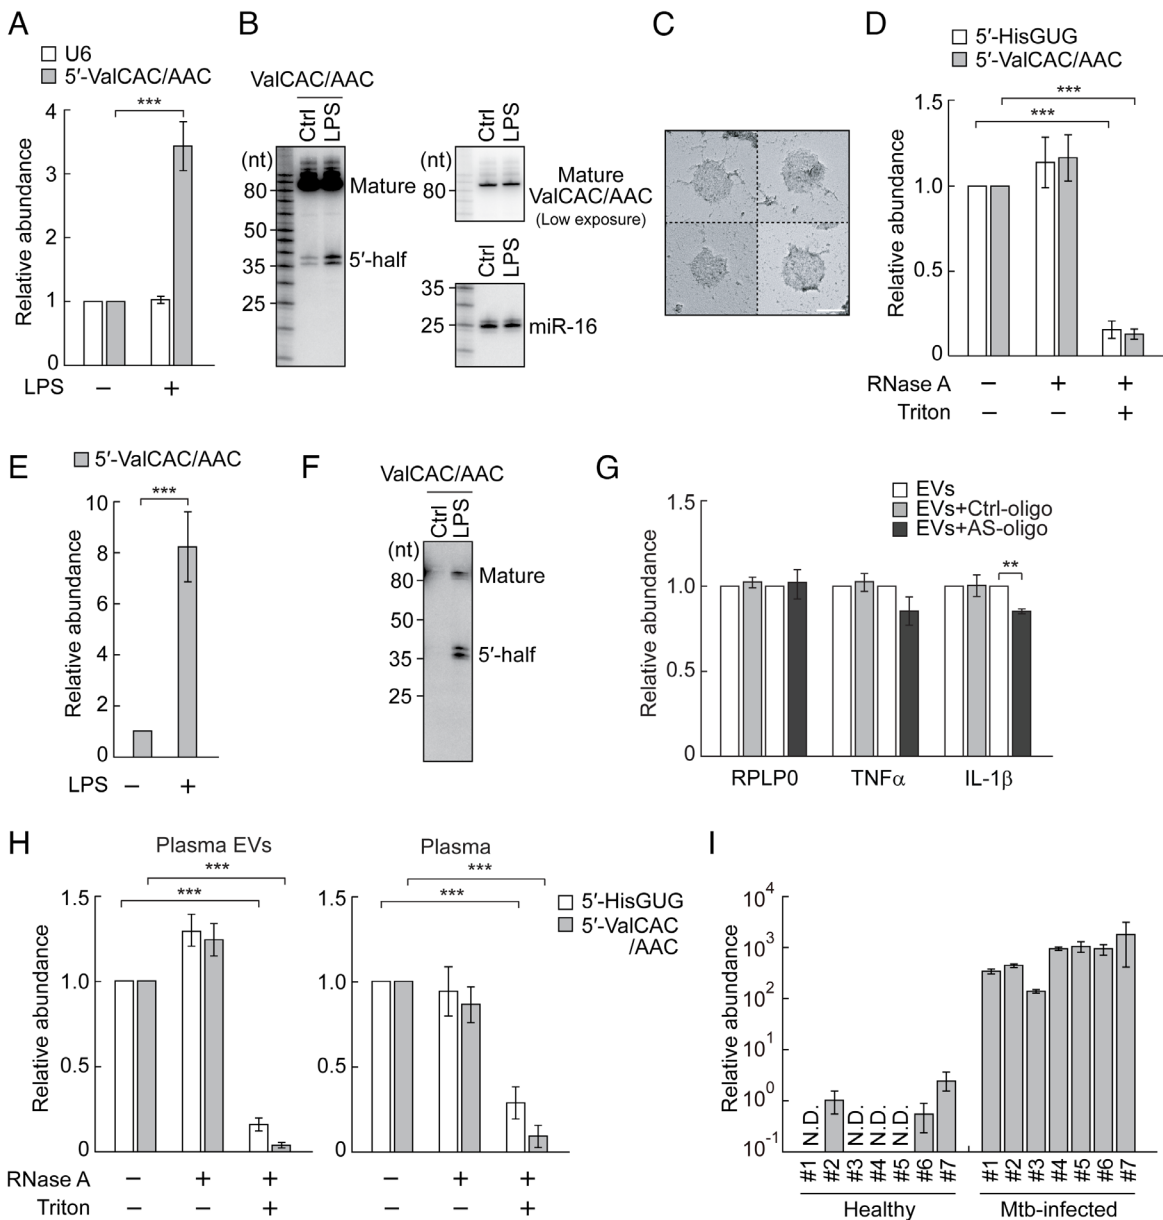 A
U6
5′-ValCAC/AAC
***
4
3
2
1
0
Relative abundance
LPS − +
B
ValCAC/AAC
Ctrl LPS
(nt)
80
50
35
25
Mature
5′-half
Ctrl LPS
(nt)
80
Mature
ValCAC/AAC
(Low exposure)
Ctrl LPS
35
25
miR-16
C
D
5′-HisGUG
5′-ValCAC/AAC
***
***
1.5
1.0
0.5
0
Relative abundance
RNase A − + +
Triton − − +
E
5′-ValCAC/AAC
***
10
8
6
4
2
0
Relative abundance
LPS − +
F
ValCAC/AAC
Ctrl LPS
(nt)
80
50
35
25
Mature
5′-half
G
EVs
EVs+Ctrl-oligo
EVs+AS-oligo
**
1.5
1.0
0.5
0
Relative abundance
RPLP0 TNFα IL-1β
H
Plasma EVs
***
***
1.5
1.0
0.5
0
Relative abundance
Plasma
***
***
1.5
1.0
0.5
0
5′-HisGUG
5′-ValCAC
/AAC
RNase A − + + − + +
Triton − − + − − +
I
10⁴
10³
10²
10¹
10⁰
10⁻¹
Relative abundance
N.D. N.D. N.D. N.D.
#1 #2 #3 #4 #5 #6 #7 #1 #2 #3 #4 #5 #6 #7
Healthy Mtb-infected